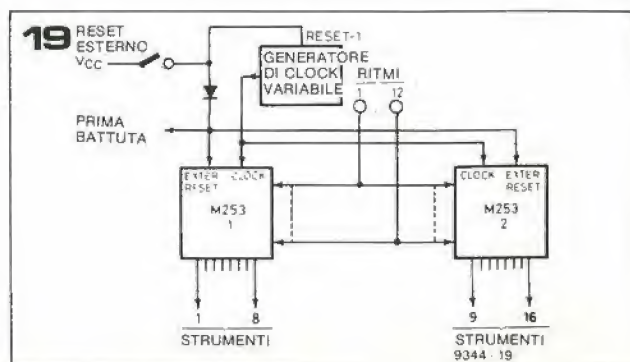 19
RESET
ESTERNO
VCC
RESET-1
GENERATORE
DI CLOCK
VARIABILE
RITMI
1 12
PRIMA
BATTUTA
EXTER
RESET
CLOCK
M253
1
CLOCK
EXTER
RESET
M253
2
1 8
STRUMENTI
9 16
STRUMENTI
9344 - 19